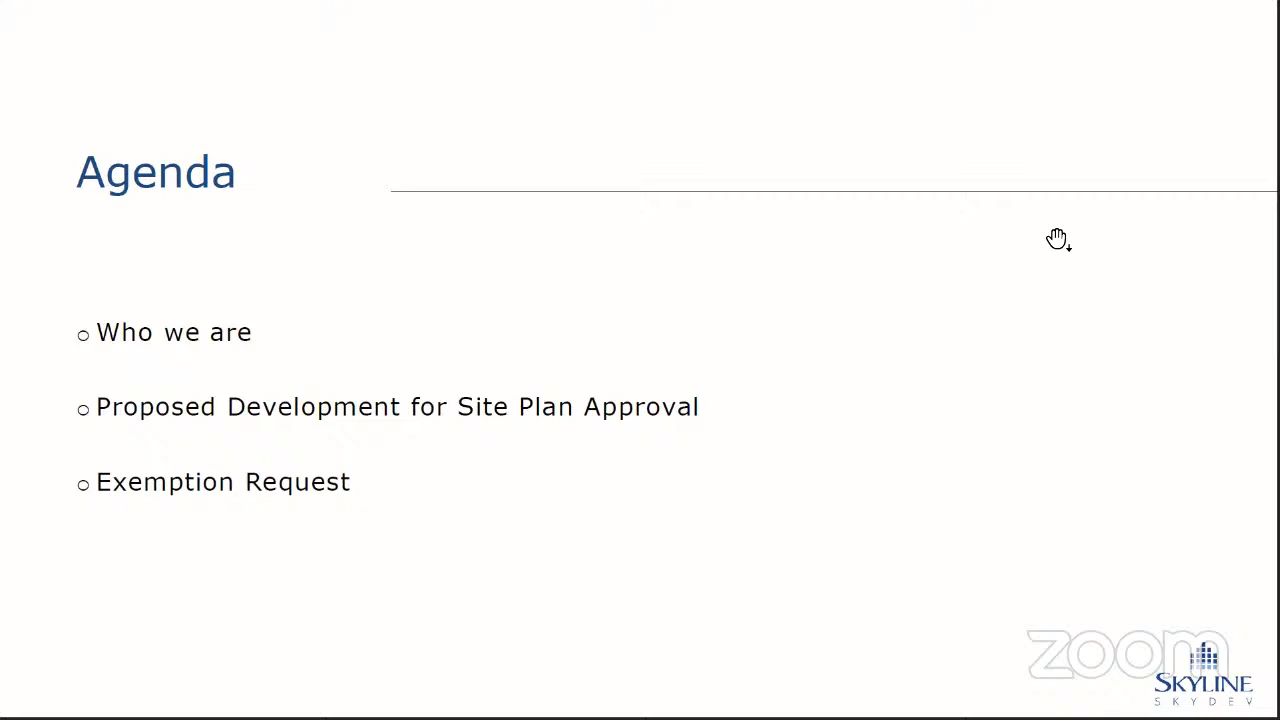 Agenda
○ Who we are
○ Proposed Development for Site Plan Approval
○ Exemption Request
zoom
SKYLINE
SKYDEV